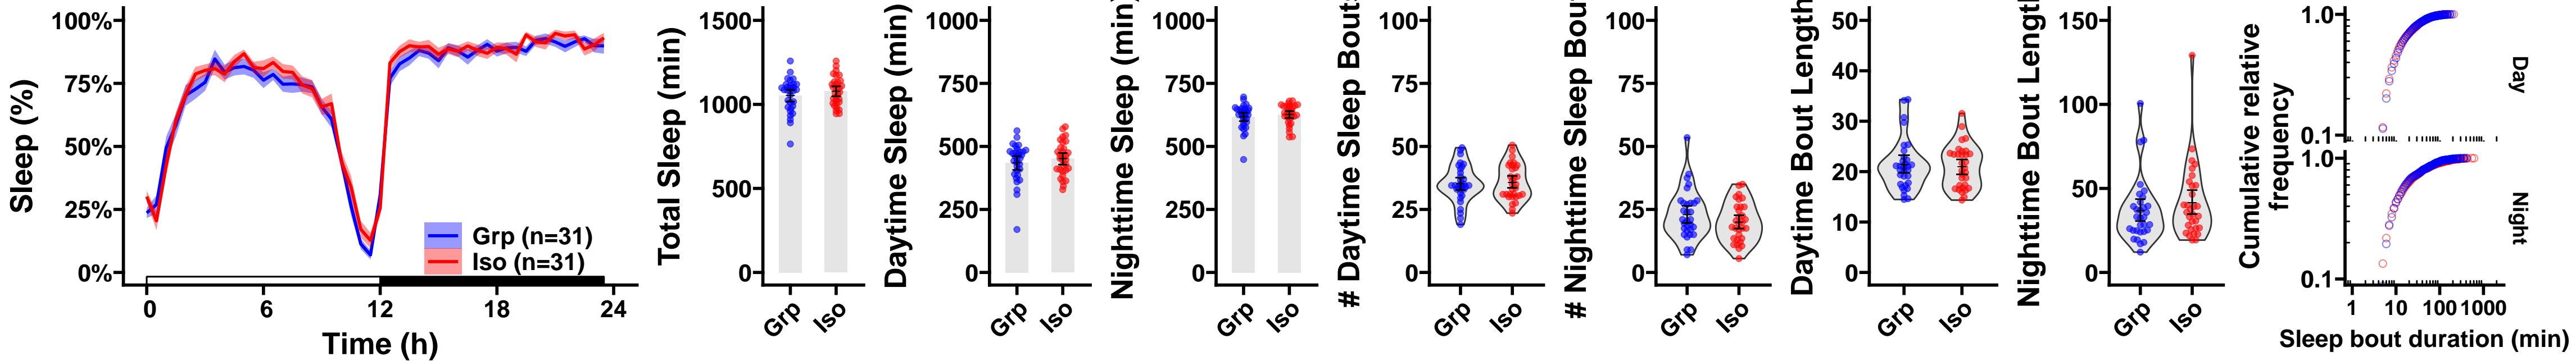 Sleep (%)
100%
75%
50%
25%
0%
Grp (n=31)
Iso (n=31)
0 6 12 18 24
Time (h)
Total Sleep (min)
1500
1000
500
0
Grp Iso
Daytime Sleep (min)
1000
750
500
250
0
Grp Iso
Nighttime Sleep (min)
1000
750
500
250
0
Grp Iso
# Daytime Sleep Bouts
100
75
50
25
0
Grp Iso
# Nighttime Sleep Bou
100
75
50
25
0
Grp Iso
Daytime Bout Length
50
40
30
20
10
0
Grp Iso
Nighttime Bout Lengt
150
100
50
0
Grp Iso
Cumulative relative
frequency
1.0
0.1
Day
1.0
0.1
Night
1 10 100 1000
Sleep bout duration (min)